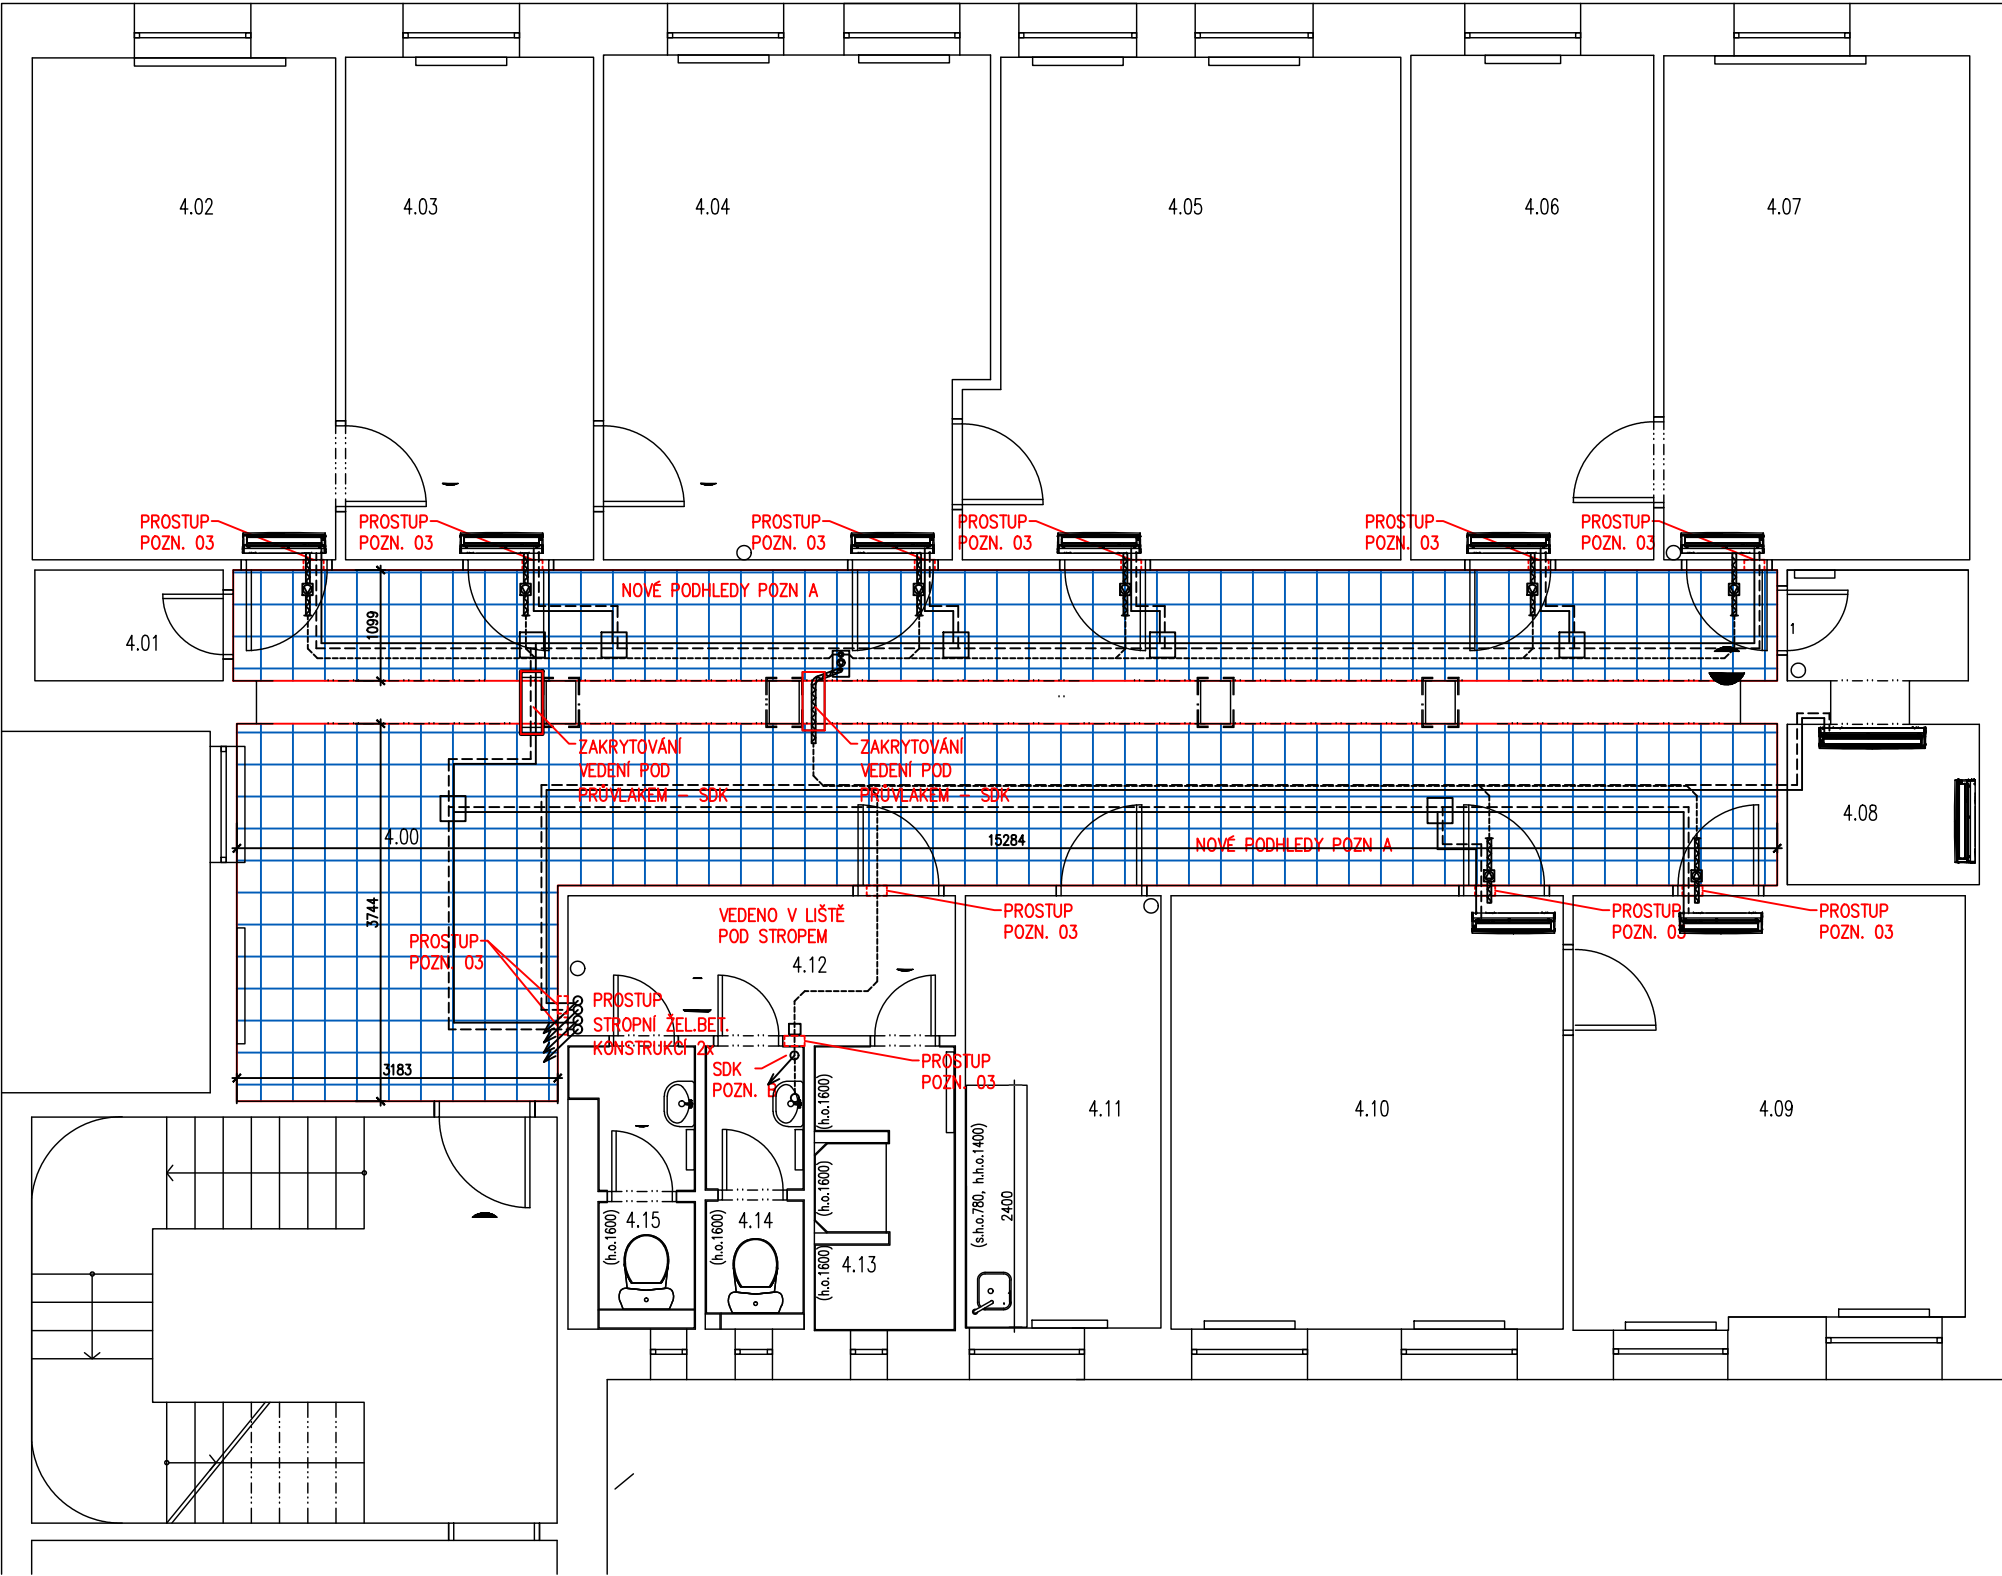 4.02
4.03
4.04
4.05
4.06
4.07
PROSTUP
POZN. 03
PROSTUP
POZN. 03
PROSTUP
POZN. 03
PROSTUP
POZN. 03
PROSTUP
POZN. 03
PROSTUP
POZN. 03
NOVÉ PODHLEDY POZN A
1099
4.01
1
ZAKRYTOVÁNÍ
VEDENÍ POD
PRŮVLAKEM – SDK
ZAKRYTOVÁNÍ
VEDENÍ POD
PRŮVLAKEM – SDK
4.00
15284
NOVÉ PODHLEDY POZN A
4.08
3744
VEDENO V LIŠTĚ
POD STROPEM
PROSTUP
POZN. 03
PROSTUP
POZN. 03
PROSTUP
POZN. 03
PROSTUP
POZN. 03
4.12
PROSTUP
STROPNÍ ŽEL.BET.
KONSTRUKCÍ 2x
3183
SDK
POZN. B
PROSTUP
POZN. 03
(h.o.1600)
(h.o.1600)
(h.o.1600)
(h.o.1600)
(h.o.1600)
(s.h.o.780, h.h.o.1400)
2400
4.11
4.10
4.09
4.15
4.14
4.13